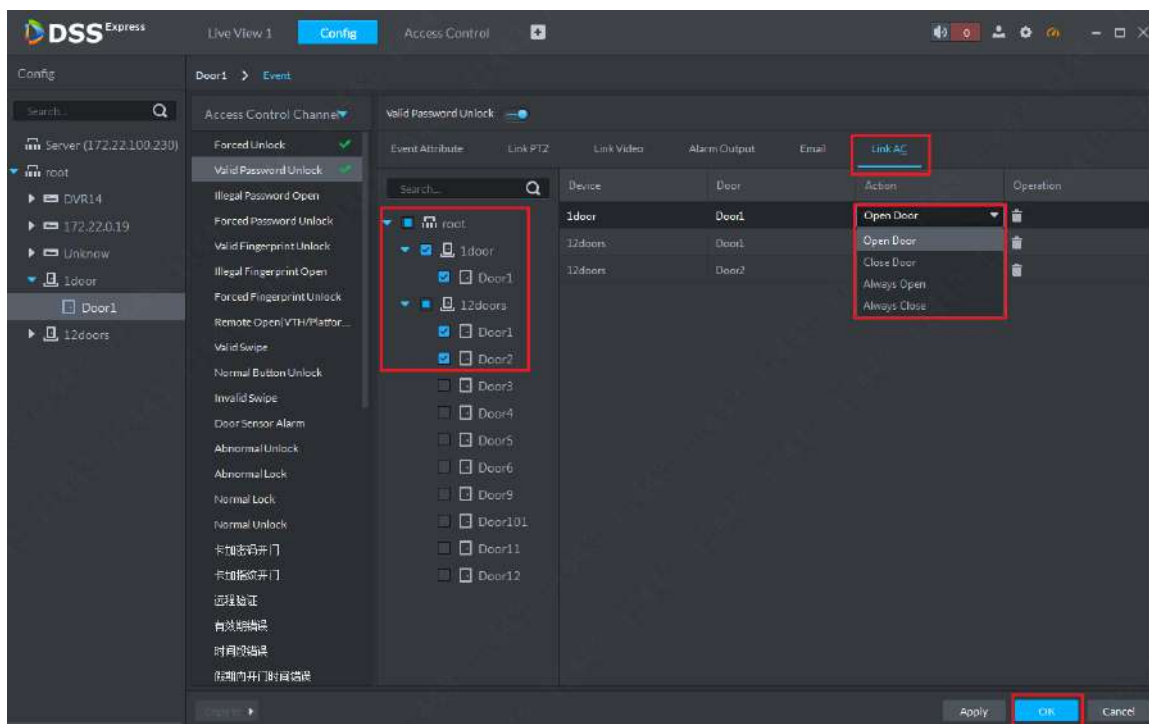 DSS Express
Live View 1 Config Access Control
0
Config
Door1 > Event
Search...
Access Control Channel
Valid Password Unlock
Server (172.22.100.230)
root
DVR14
172.22.0.19
Unknow
1door
Door1
12doors
Forced Unlock
Valid Password Unlock
Illegal Password Open
Forced Password Unlock
Valid Fingerprint Unlock
Illegal Fingerprint Open
Forced Fingerprint Unlock
Remote Open(VTH/Platfor...
Valid Swipe
Normal Button Unlock
Invalid Swipe
Door Sensor Alarm
Abnormal Unlock
Abnormal Lock
Normal Lock
Normal Unlock
卡加密码开门
卡加指纹开门
远程验证
有效期错误
时间段错误
假期内开门时间错误
Event Attribute Link PTZ Link Video Alarm Output Email Link AC
Search...
root
1door
Door1
12doors
Door1
Door2
Door3
Door4
Door5
Door6
Door9
Door101
Door11
Door12
Device Door Action Operation
1door Door1 Open Door
12doors Door1
12doors Door2
Open Door
Close Door
Always Open
Always Close
Apply OK Cancel